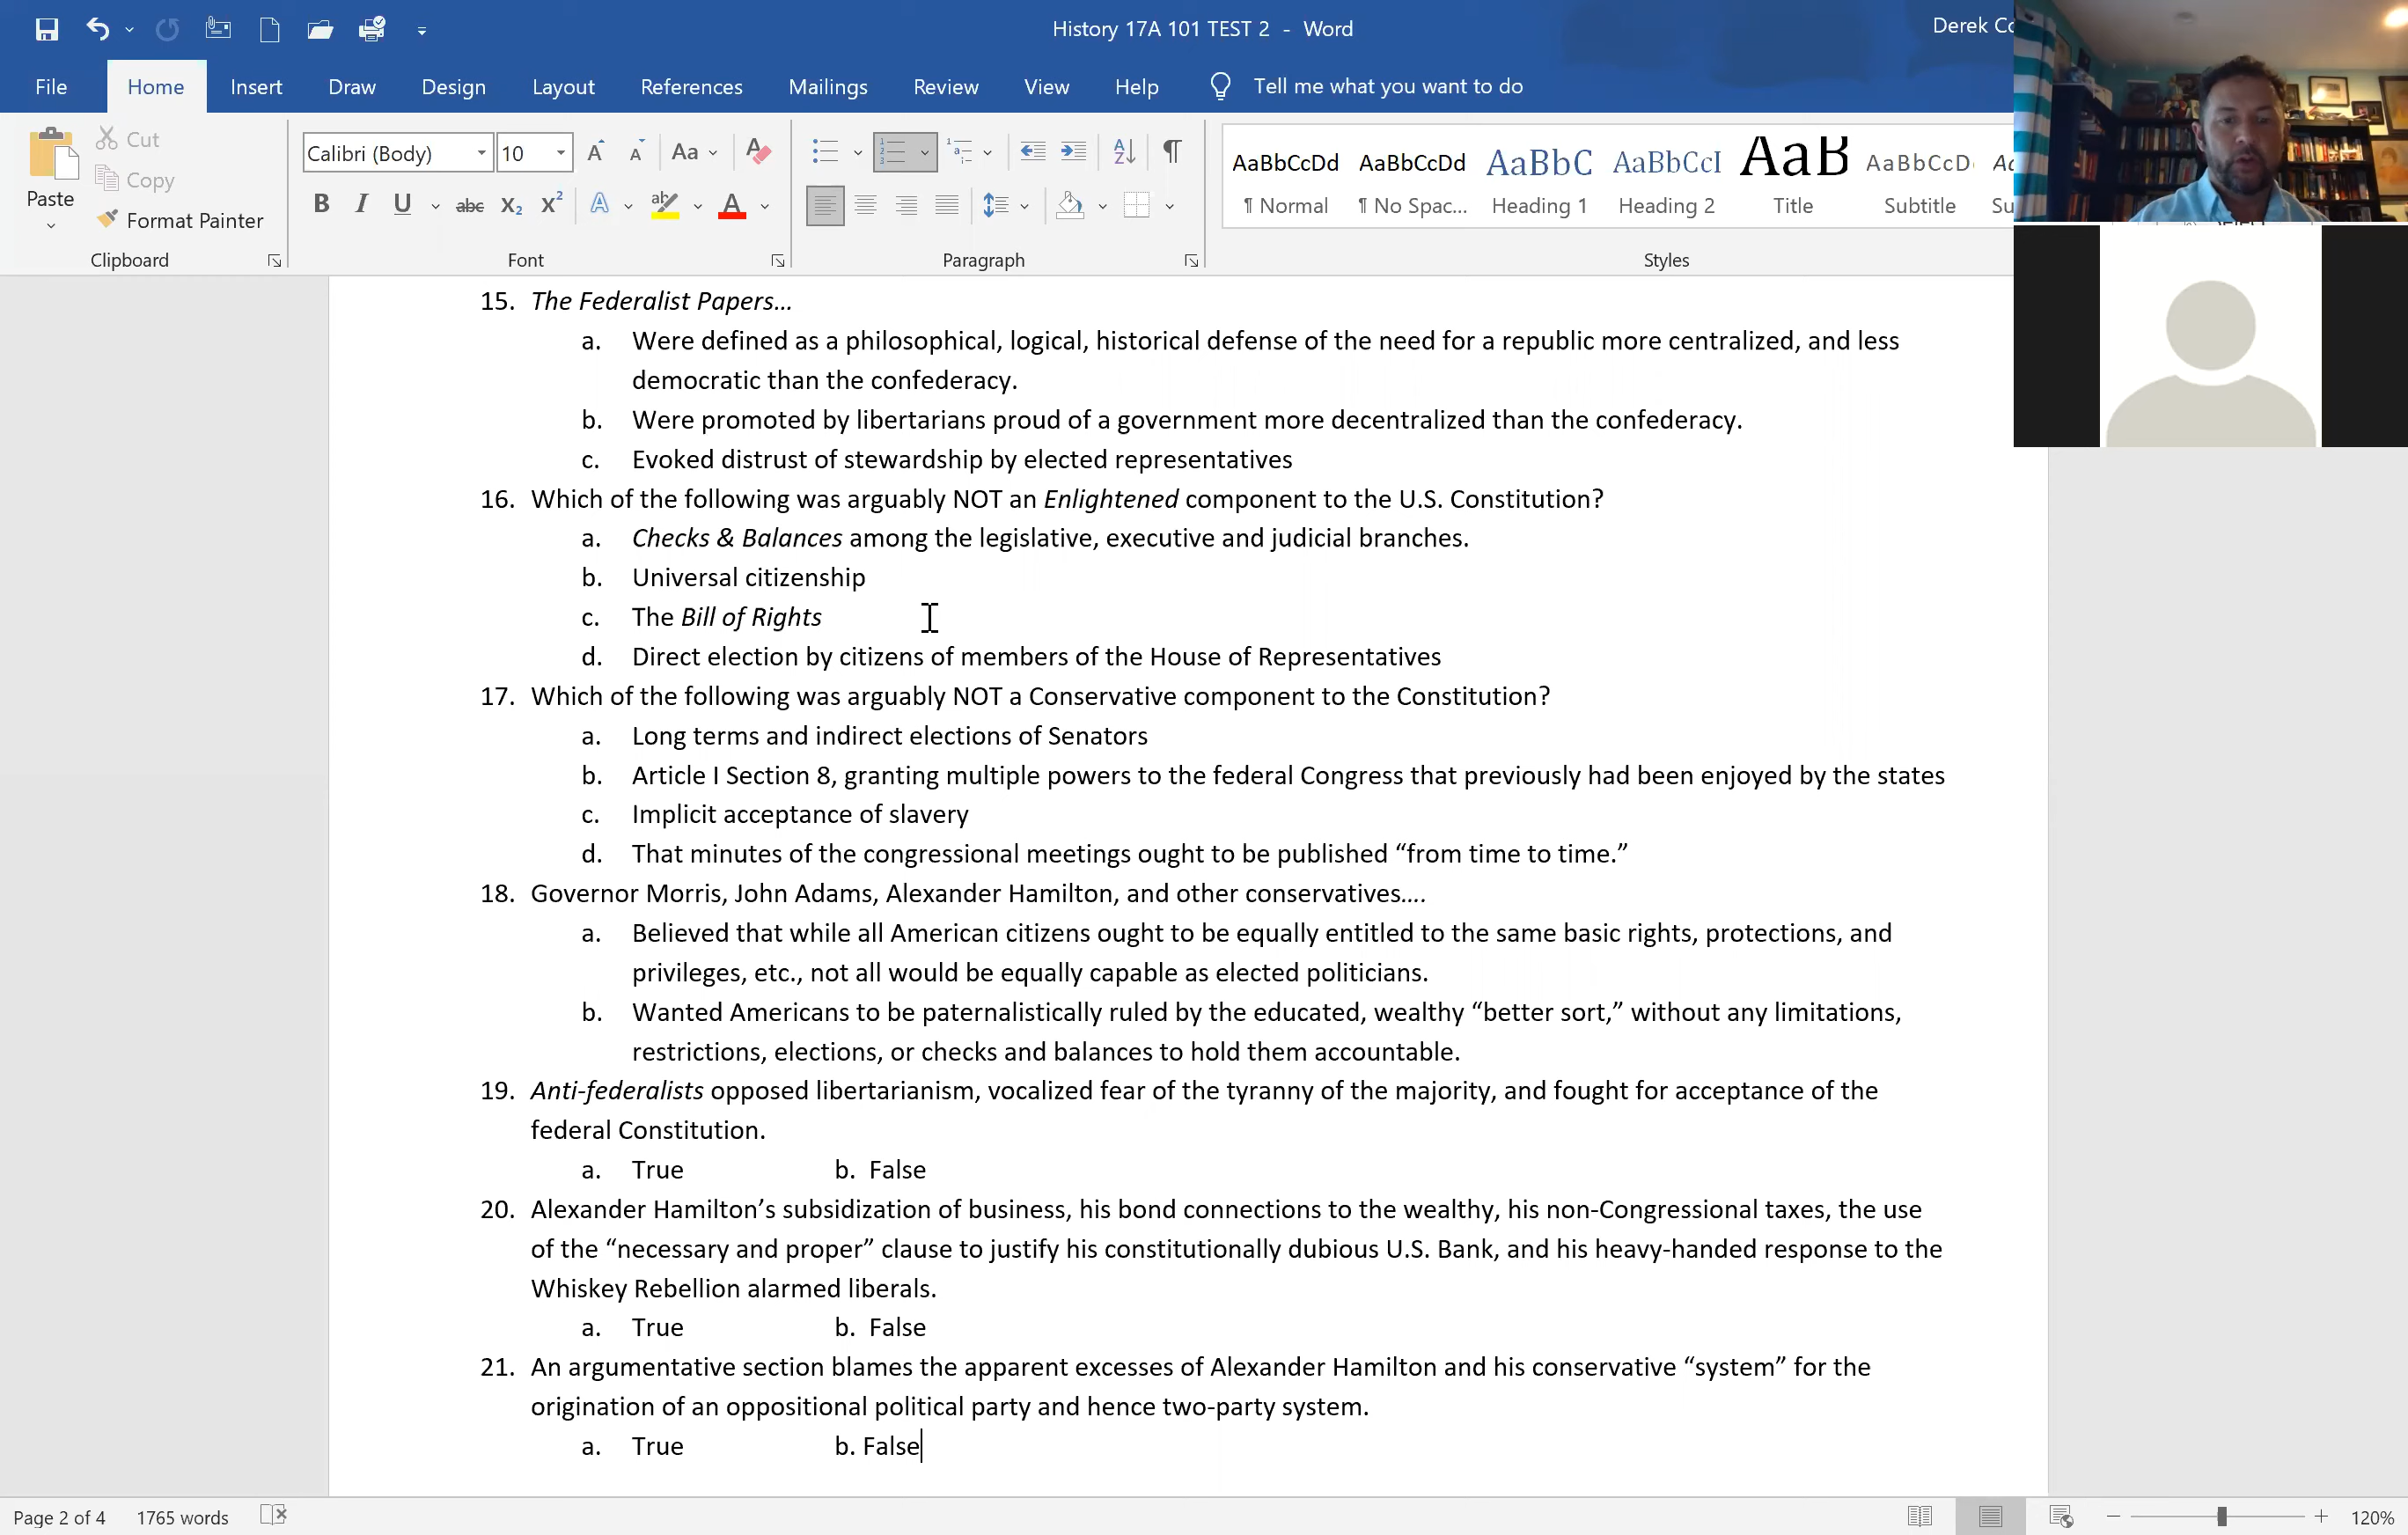 History 17A 101 TEST 2 - Word
Derek Co
File Home Insert Draw Design Layout References Mailings Review View Help Tell me what you want to do
Paste
Cut
Copy
Format Painter
Clipboard
Calibri (Body) 10
Font
Paragraph
AaBbCcDd AaBbCcDd AaBbC AaBbCcI AaB AaBbCcD
¶ Normal ¶ No Spac... Heading 1 Heading 2 Title Subtitle Su
Styles
15. The Federalist Papers…
a. Were defined as a philosophical, logical, historical defense of the need for a republic more centralized, and less
democratic than the confederacy.
b. Were promoted by libertarians proud of a government more decentralized than the confederacy.
c. Evoked distrust of stewardship by elected representatives
16. Which of the following was arguably NOT an Enlightened component to the U.S. Constitution?
a. Checks & Balances among the legislative, executive and judicial branches.
b. Universal citizenship
c. The Bill of Rights
d. Direct election by citizens of members of the House of Representatives
17. Which of the following was arguably NOT a Conservative component to the Constitution?
a. Long terms and indirect elections of Senators
b. Article I Section 8, granting multiple powers to the federal Congress that previously had been enjoyed by the states
c. Implicit acceptance of slavery
d. That minutes of the congressional meetings ought to be published “from time to time.”
18. Governor Morris, John Adams, Alexander Hamilton, and other conservatives….
a. Believed that while all American citizens ought to be equally entitled to the same basic rights, protections, and
privileges, etc., not all would be equally capable as elected politicians.
b. Wanted Americans to be paternalistically ruled by the educated, wealthy “better sort,” without any limitations,
restrictions, elections, or checks and balances to hold them accountable.
19. Anti-federalists opposed libertarianism, vocalized fear of the tyranny of the majority, and fought for acceptance of the
federal Constitution.
a. True b. False
20. Alexander Hamilton’s subsidization of business, his bond connections to the wealthy, his non-Congressional taxes, the use
of the “necessary and proper” clause to justify his constitutionally dubious U.S. Bank, and his heavy-handed response to the
Whiskey Rebellion alarmed liberals.
a. True b. False
21. An argumentative section blames the apparent excesses of Alexander Hamilton and his conservative “system” for the
origination of an oppositional political party and hence two-party system.
a. True b. False
Page 2 of 4 1765 words 120%